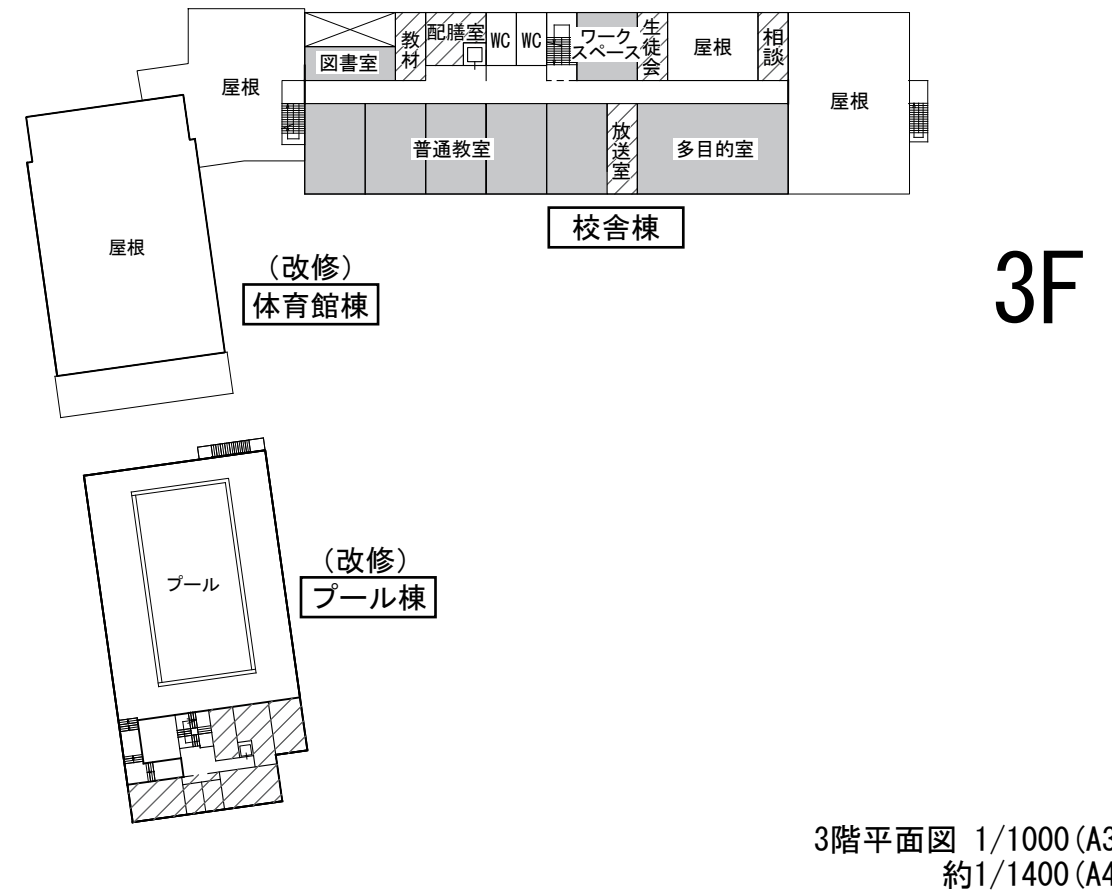 屋根
図書室
教材
配膳室
WC
WC
ワーク
スペース
生徒会
屋根
相談
屋根
普通教室
放送室
多目的室
校舎棟
3F
屋根
（改修）
体育館棟
プール
（改修）
プール棟
3階平面図 1/1000(A3
約1/1400(A4